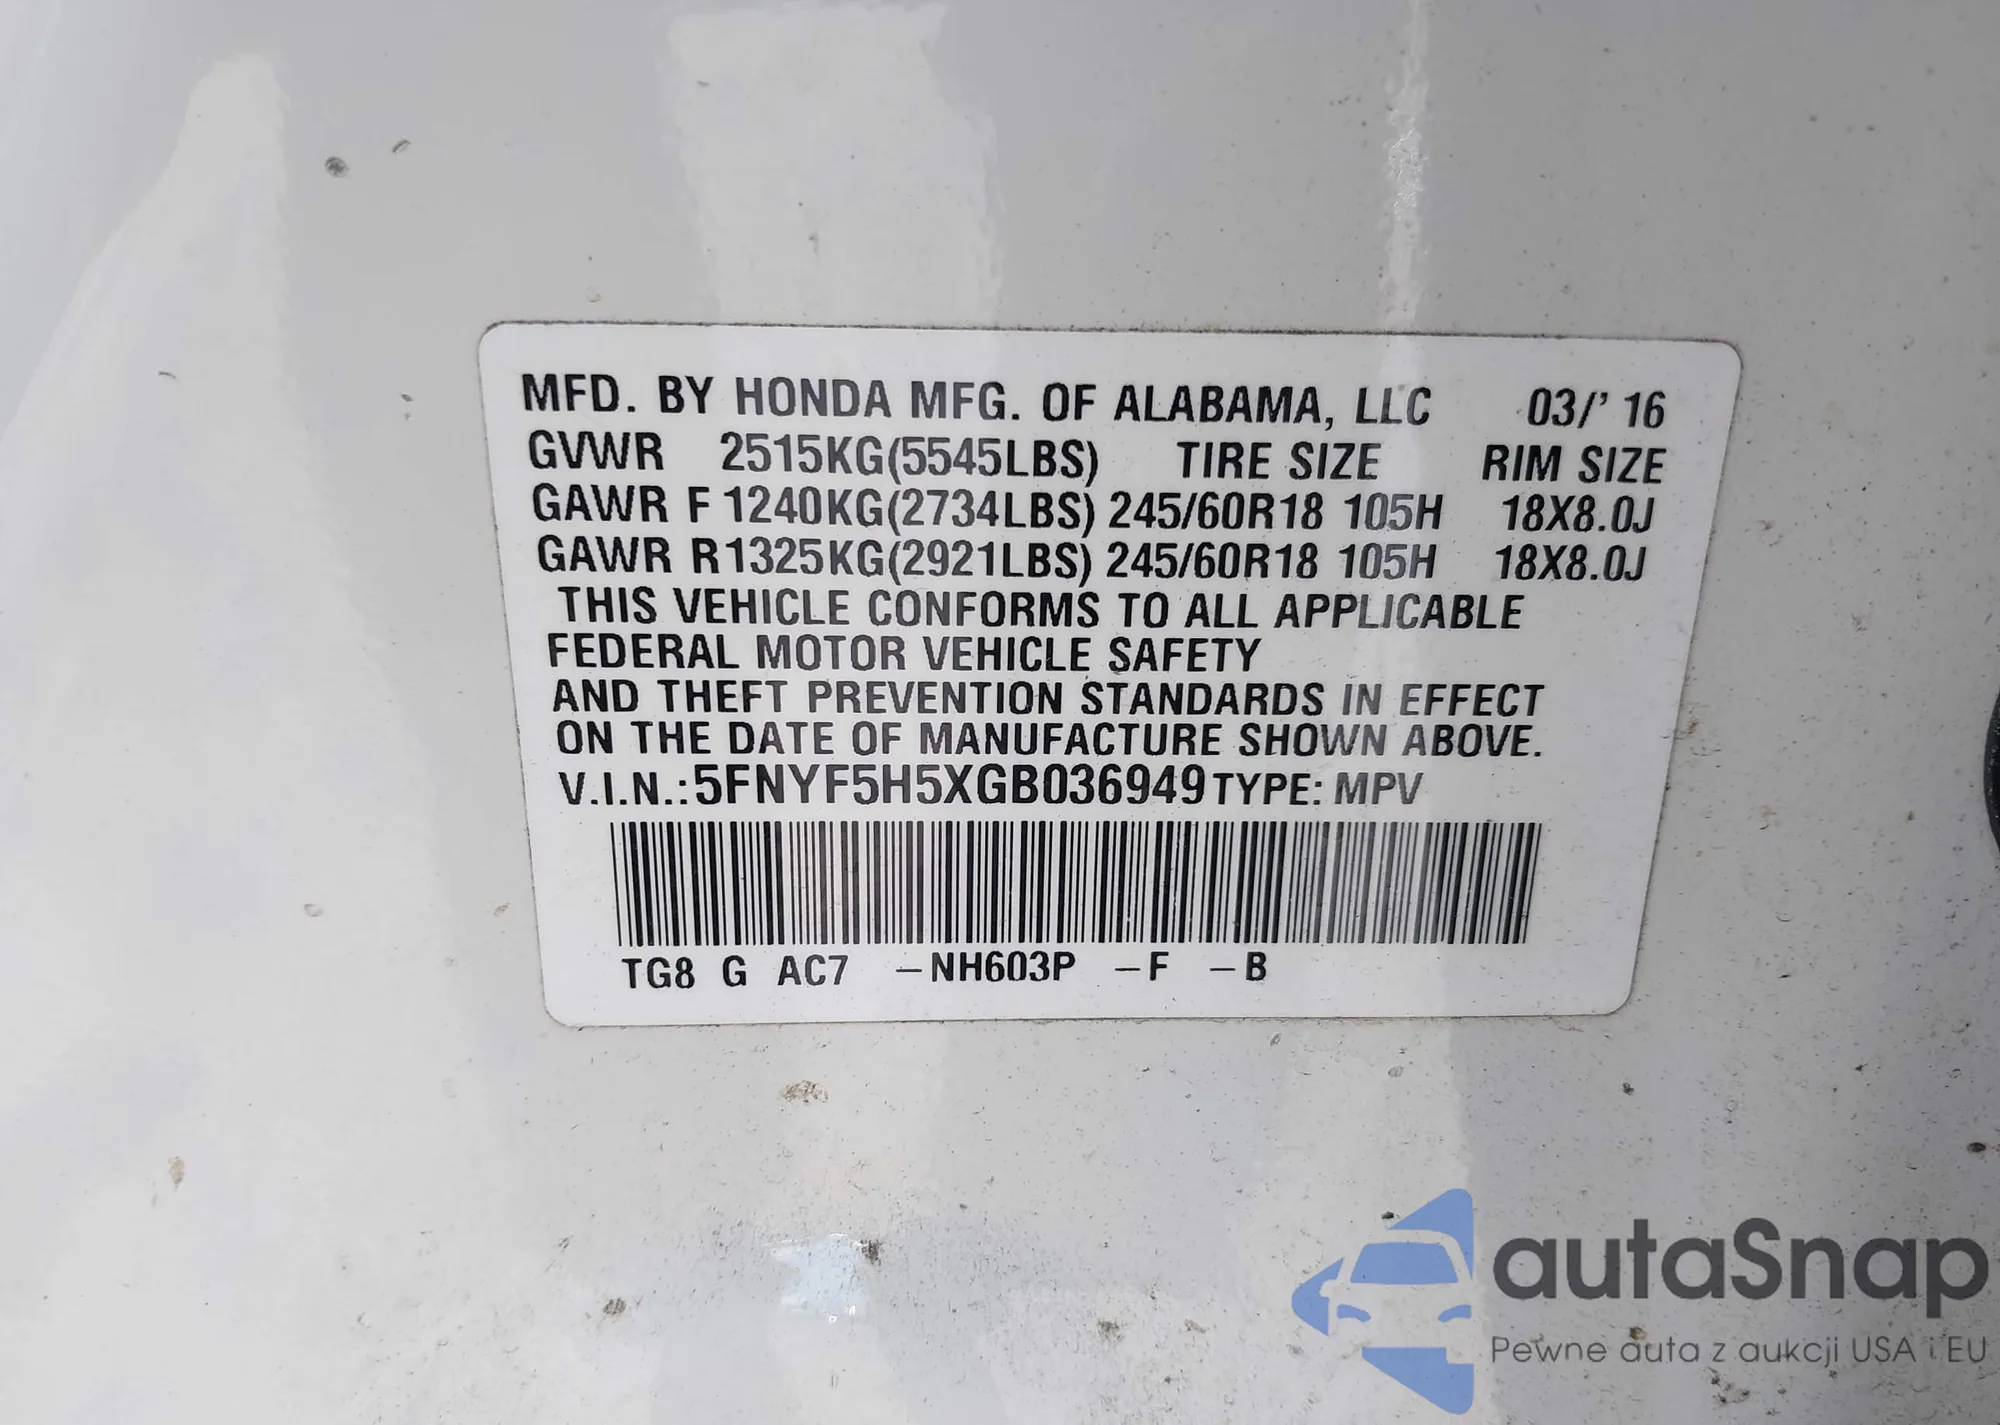 MFD. BY HONDA MFG. OF ALABAMA, LLC 03/' 16
GVWR 2515KG(5545LBS) TIRE SIZE RIM SIZE
GAWR F 1240KG(2734LBS) 245/60R18 105H 18X8.0J
GAWR R1325KG(2921LBS) 245/60R18 105H 18X8.0J
THIS VEHICLE CONFORMS TO ALL APPLICABLE
FEDERAL MOTOR VEHICLE SAFETY
AND THEFT PREVENTION STANDARDS IN EFFECT
ON THE DATE OF MANUFACTURE SHOWN ABOVE.
V.I.N.:5FNYF5H5XGB036949 TYPE: MPV
TG8 G AC7 –NH603P –F –B
autaSnap
Pewne auta z aukcji USA i EU